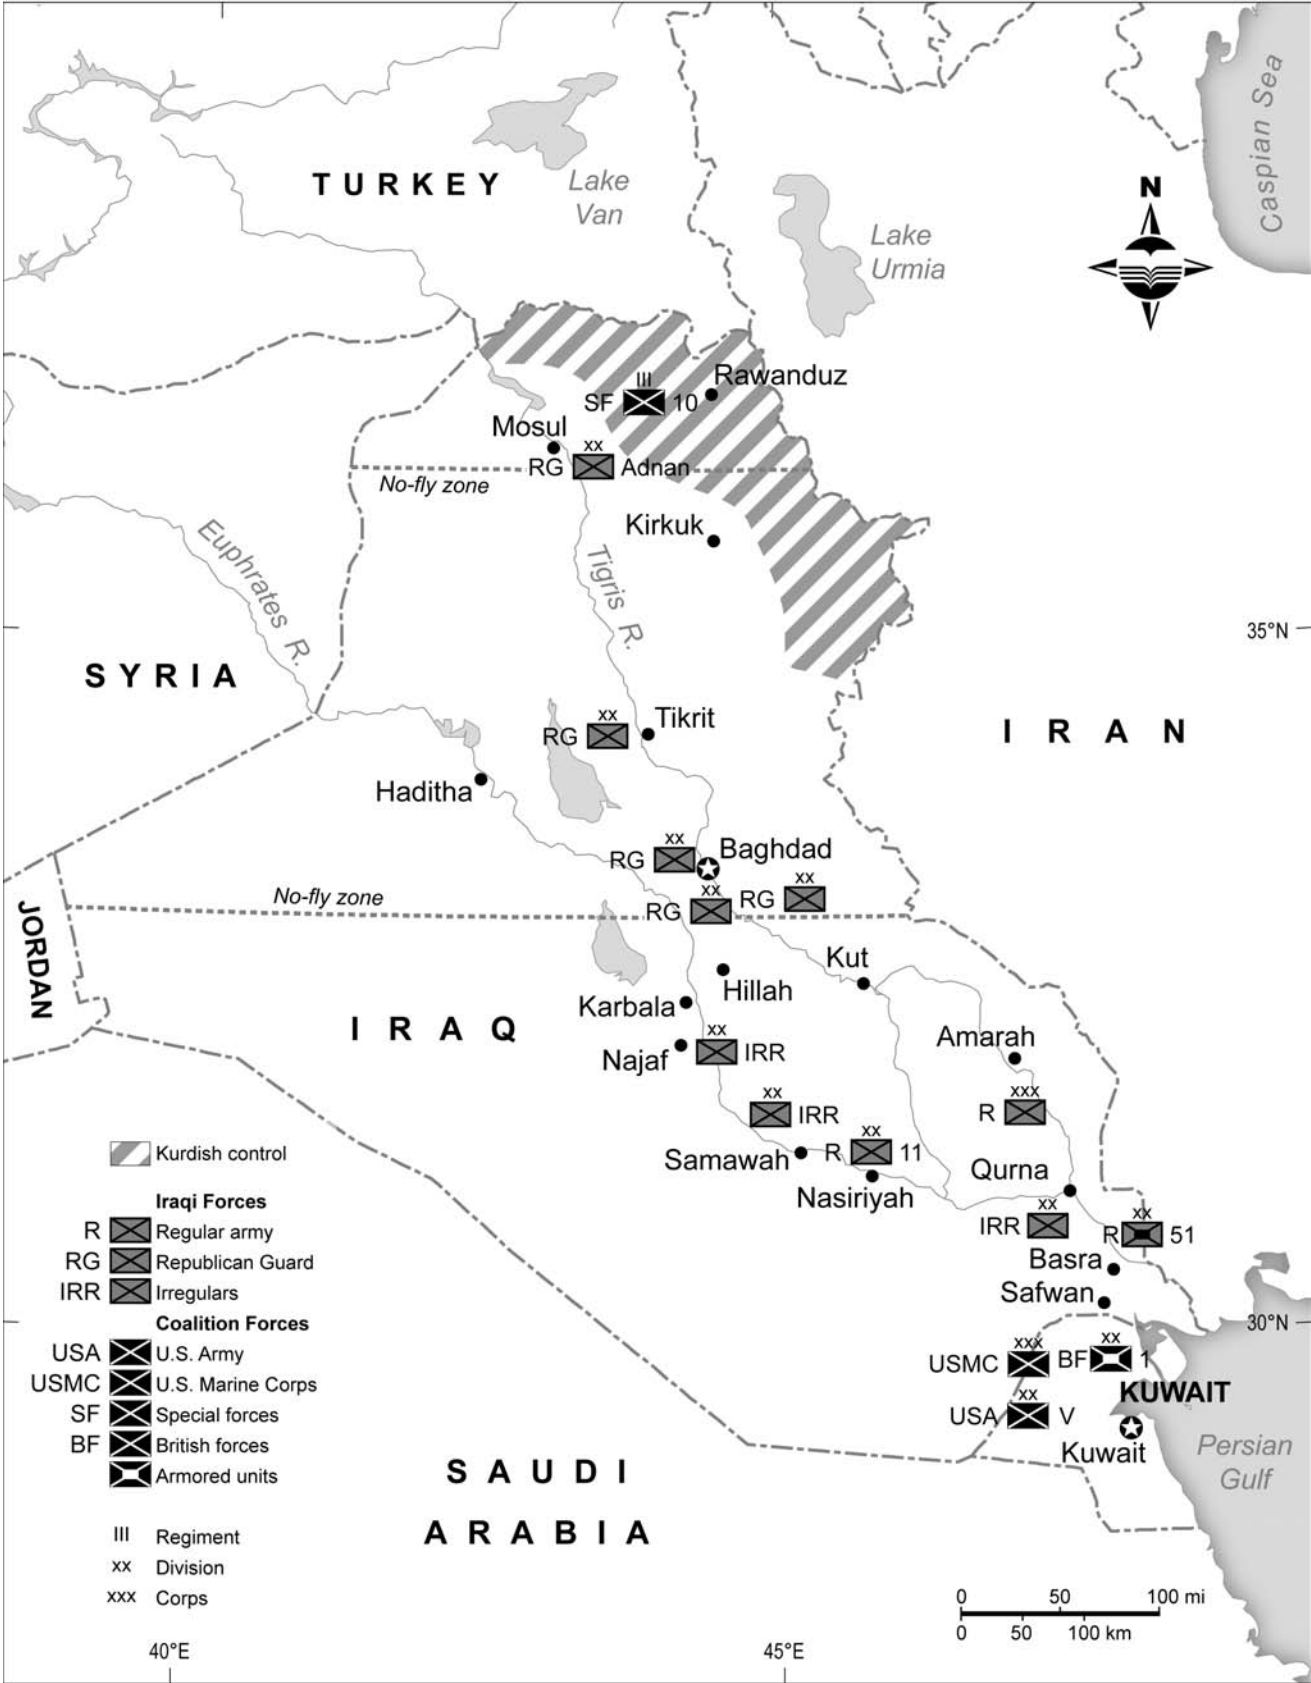 Caspian Sea
TURKEY
Lake
Van
N
Lake
Urmia
III
SF
10
Rawanduz
Mosul
xx
RG
Adnan
No-fly zone
Kirkuk
Euphrates R.
Tigris R.
35°N
SYRIA
IRAN
xx
RG
Tikrit
Haditha
xx
RG
Baghdad
xx
RG
xx
RG
No-fly zone
JORDAN
Kut
Hillah
Karbala
IRAQ
Amarah
xx
IRR
Najaf
xxx
R
xx
IRR
xx
R
11
Samawah
Nasiriyah
Qurna
xx
IRR
xx
R
51
Basra
Safwan
30°N
xxx
USMC
xx
BF
1
KUWAIT
xx
USA
V
Kuwait
Persian
Gulf
SAUDI
ARABIA
Kurdish control
Iraqi Forces
R Regular army
RG Republican Guard
IRR Irregulars
Coalition Forces
USA U.S. Army
USMC U.S. Marine Corps
SF Special forces
BF British forces
Armored units
III Regiment
xx Division
xxx Corps
0 50 100 mi
0 50 100 km
40°E
45°E